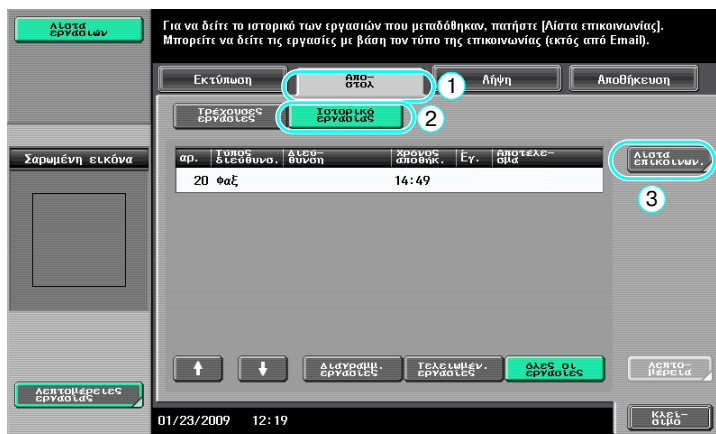 Λίστα
εργασιών
Για να δείτε το ιστορικό των εργασιών που μεταδόθηκαν, πατήστε [Λίστα επικοινωνίας].
Μπορείτε να δείτε τις εργασίες με βάση τον τύπο της επικοινωνίας (εκτός από Email).
Εκτύπωση
Απο-
στολ
1
Λήψη
Αποθήκευση
Τρέχουσες
εργασίες
Ιστορικό
εργασίας
2
Σαρωμένη εικόνα
αρ.
Τύπος
διεύθυνσ.
Διεύ-
θυνση
Χρόνος
αποθηκ.
Έγ.
Αποτέλε-
σμα
Λίστα
επικοινων.
3
20 Φαξ 14:49
Διαγραμμ.
εργασίες
Τελειωμέν.
εργασίες
όλες οι
εργασίες
Λεπτο-
μέρεια
Λεπτομέρειες
εργασίας
01/23/2009 12:19
Κλεί-
σιμο